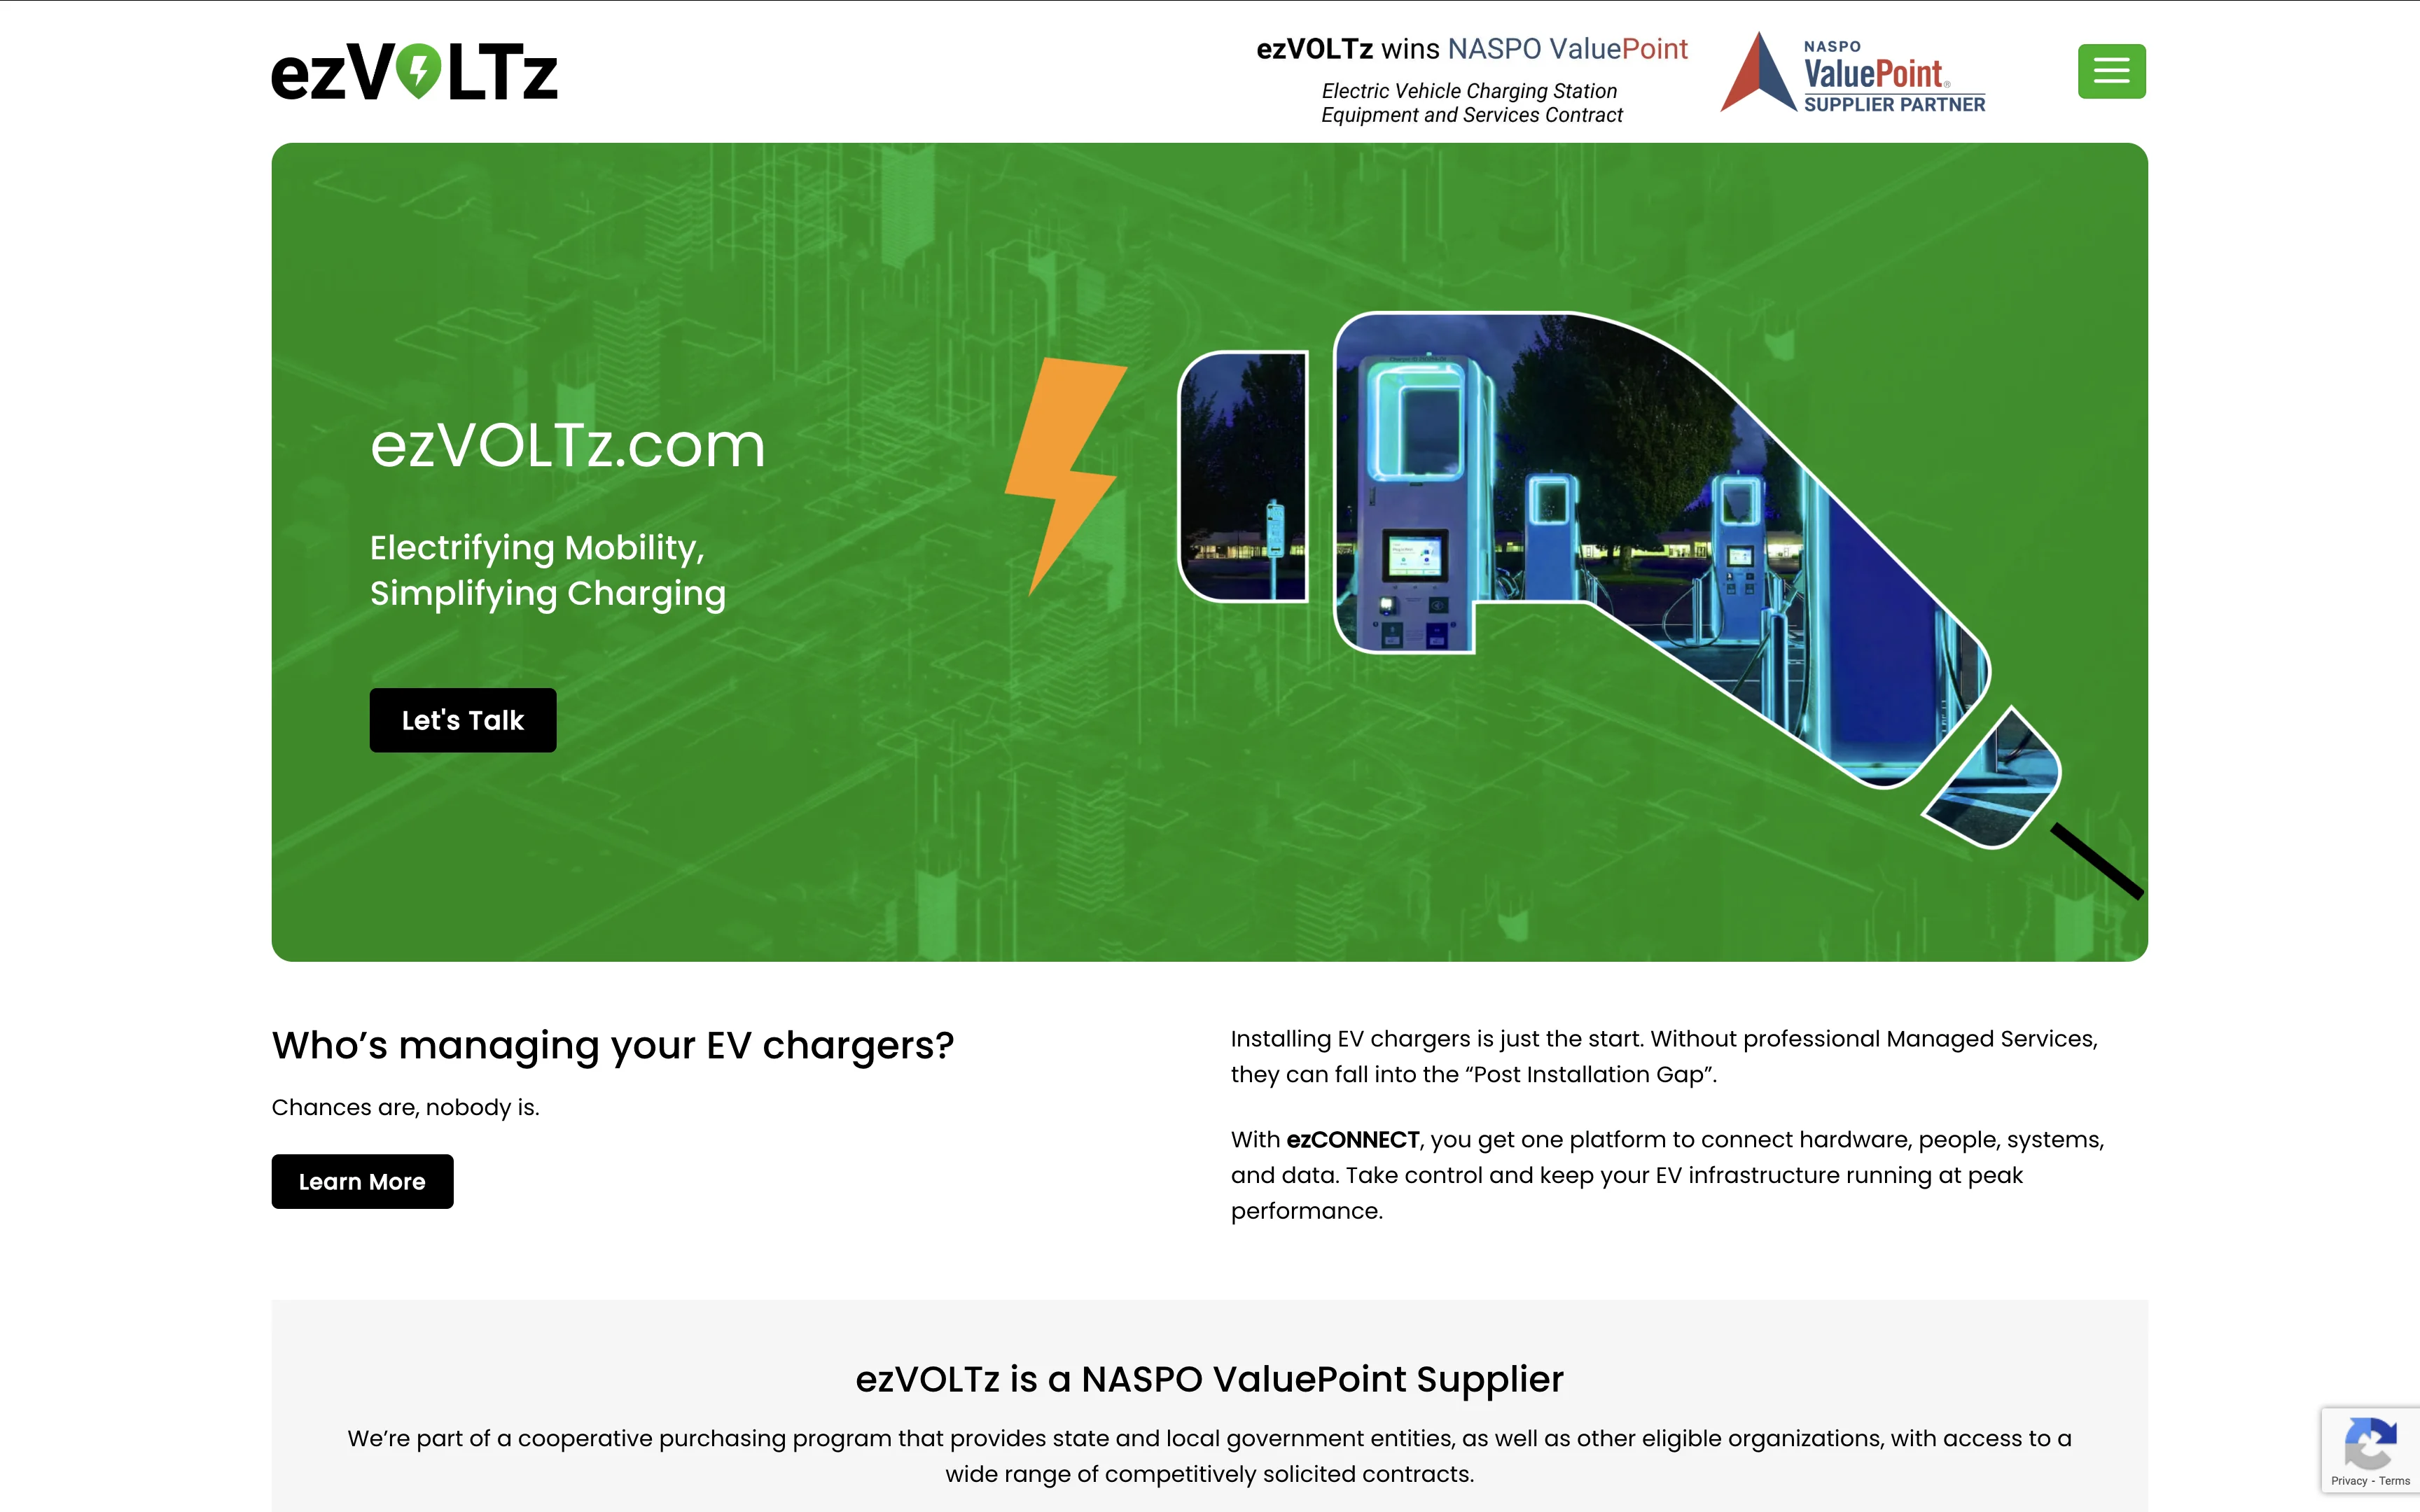 ezVOLTz
ezVOLTz wins NASPO ValuePoint
Electric Vehicle Charging Station
Equipment and Services Contract
NASPO
ValuePoint®
SUPPLIER PARTNER
ezVOLTz.com
Electrifying Mobility,
Simplifying Charging
Let's Talk
Who’s managing your EV chargers?
Chances are, nobody is.
Learn More
Installing EV chargers is just the start. Without professional Managed Services,
they can fall into the “Post Installation Gap”.
With ezCONNECT, you get one platform to connect hardware, people, systems,
and data. Take control and keep your EV infrastructure running at peak
performance.
ezVOLTz is a NASPO ValuePoint Supplier
We’re part of a cooperative purchasing program that provides state and local government entities, as well as other eligible organizations, with access to a
wide range of competitively solicited contracts.
Privacy - Terms